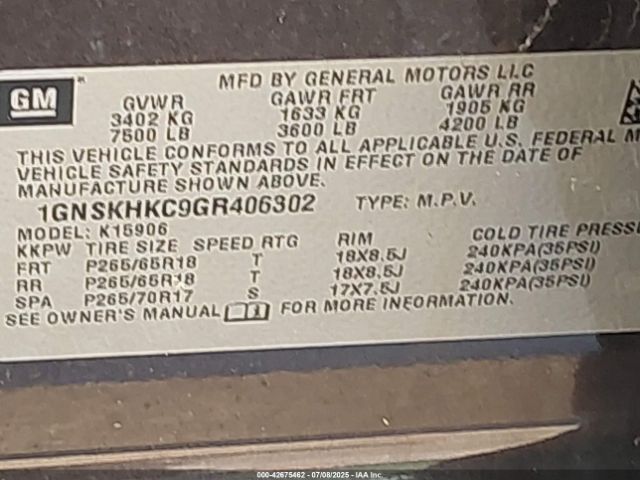 GM
MFD BY GENERAL MOTORS LLC
GVWR GAWR FRT GAWR RR
3402 KG 1633 KG 1905 KG
7500 LB 3600 LB 4200 LB
THIS VEHICLE CONFORMS TO ALL APPLICABLE U.S. FEDERAL M
VEHICLE SAFETY STANDARDS IN EFFECT ON THE DATE OF
MANUFACTURE SHOWN ABOVE.
1GNSKHKC9GR406302 TYPE: M.P.V.
MODEL: K15906
KKPW TIRE SIZE SPEED RTG RIM COLD TIRE PRESS
FRT P265/65R18 T 18X8.5J 240KPA(35PSI)
RR P265/65R18 T 18X8.5J 240KPA(35PSI)
SPA P265/70R17 S 17X7.5J 240KPA(35PSI)
SEE OWNER'S MANUAL FOR MORE INFORMATION.
000-42675462 - 07/08/2025 - IAA Inc.